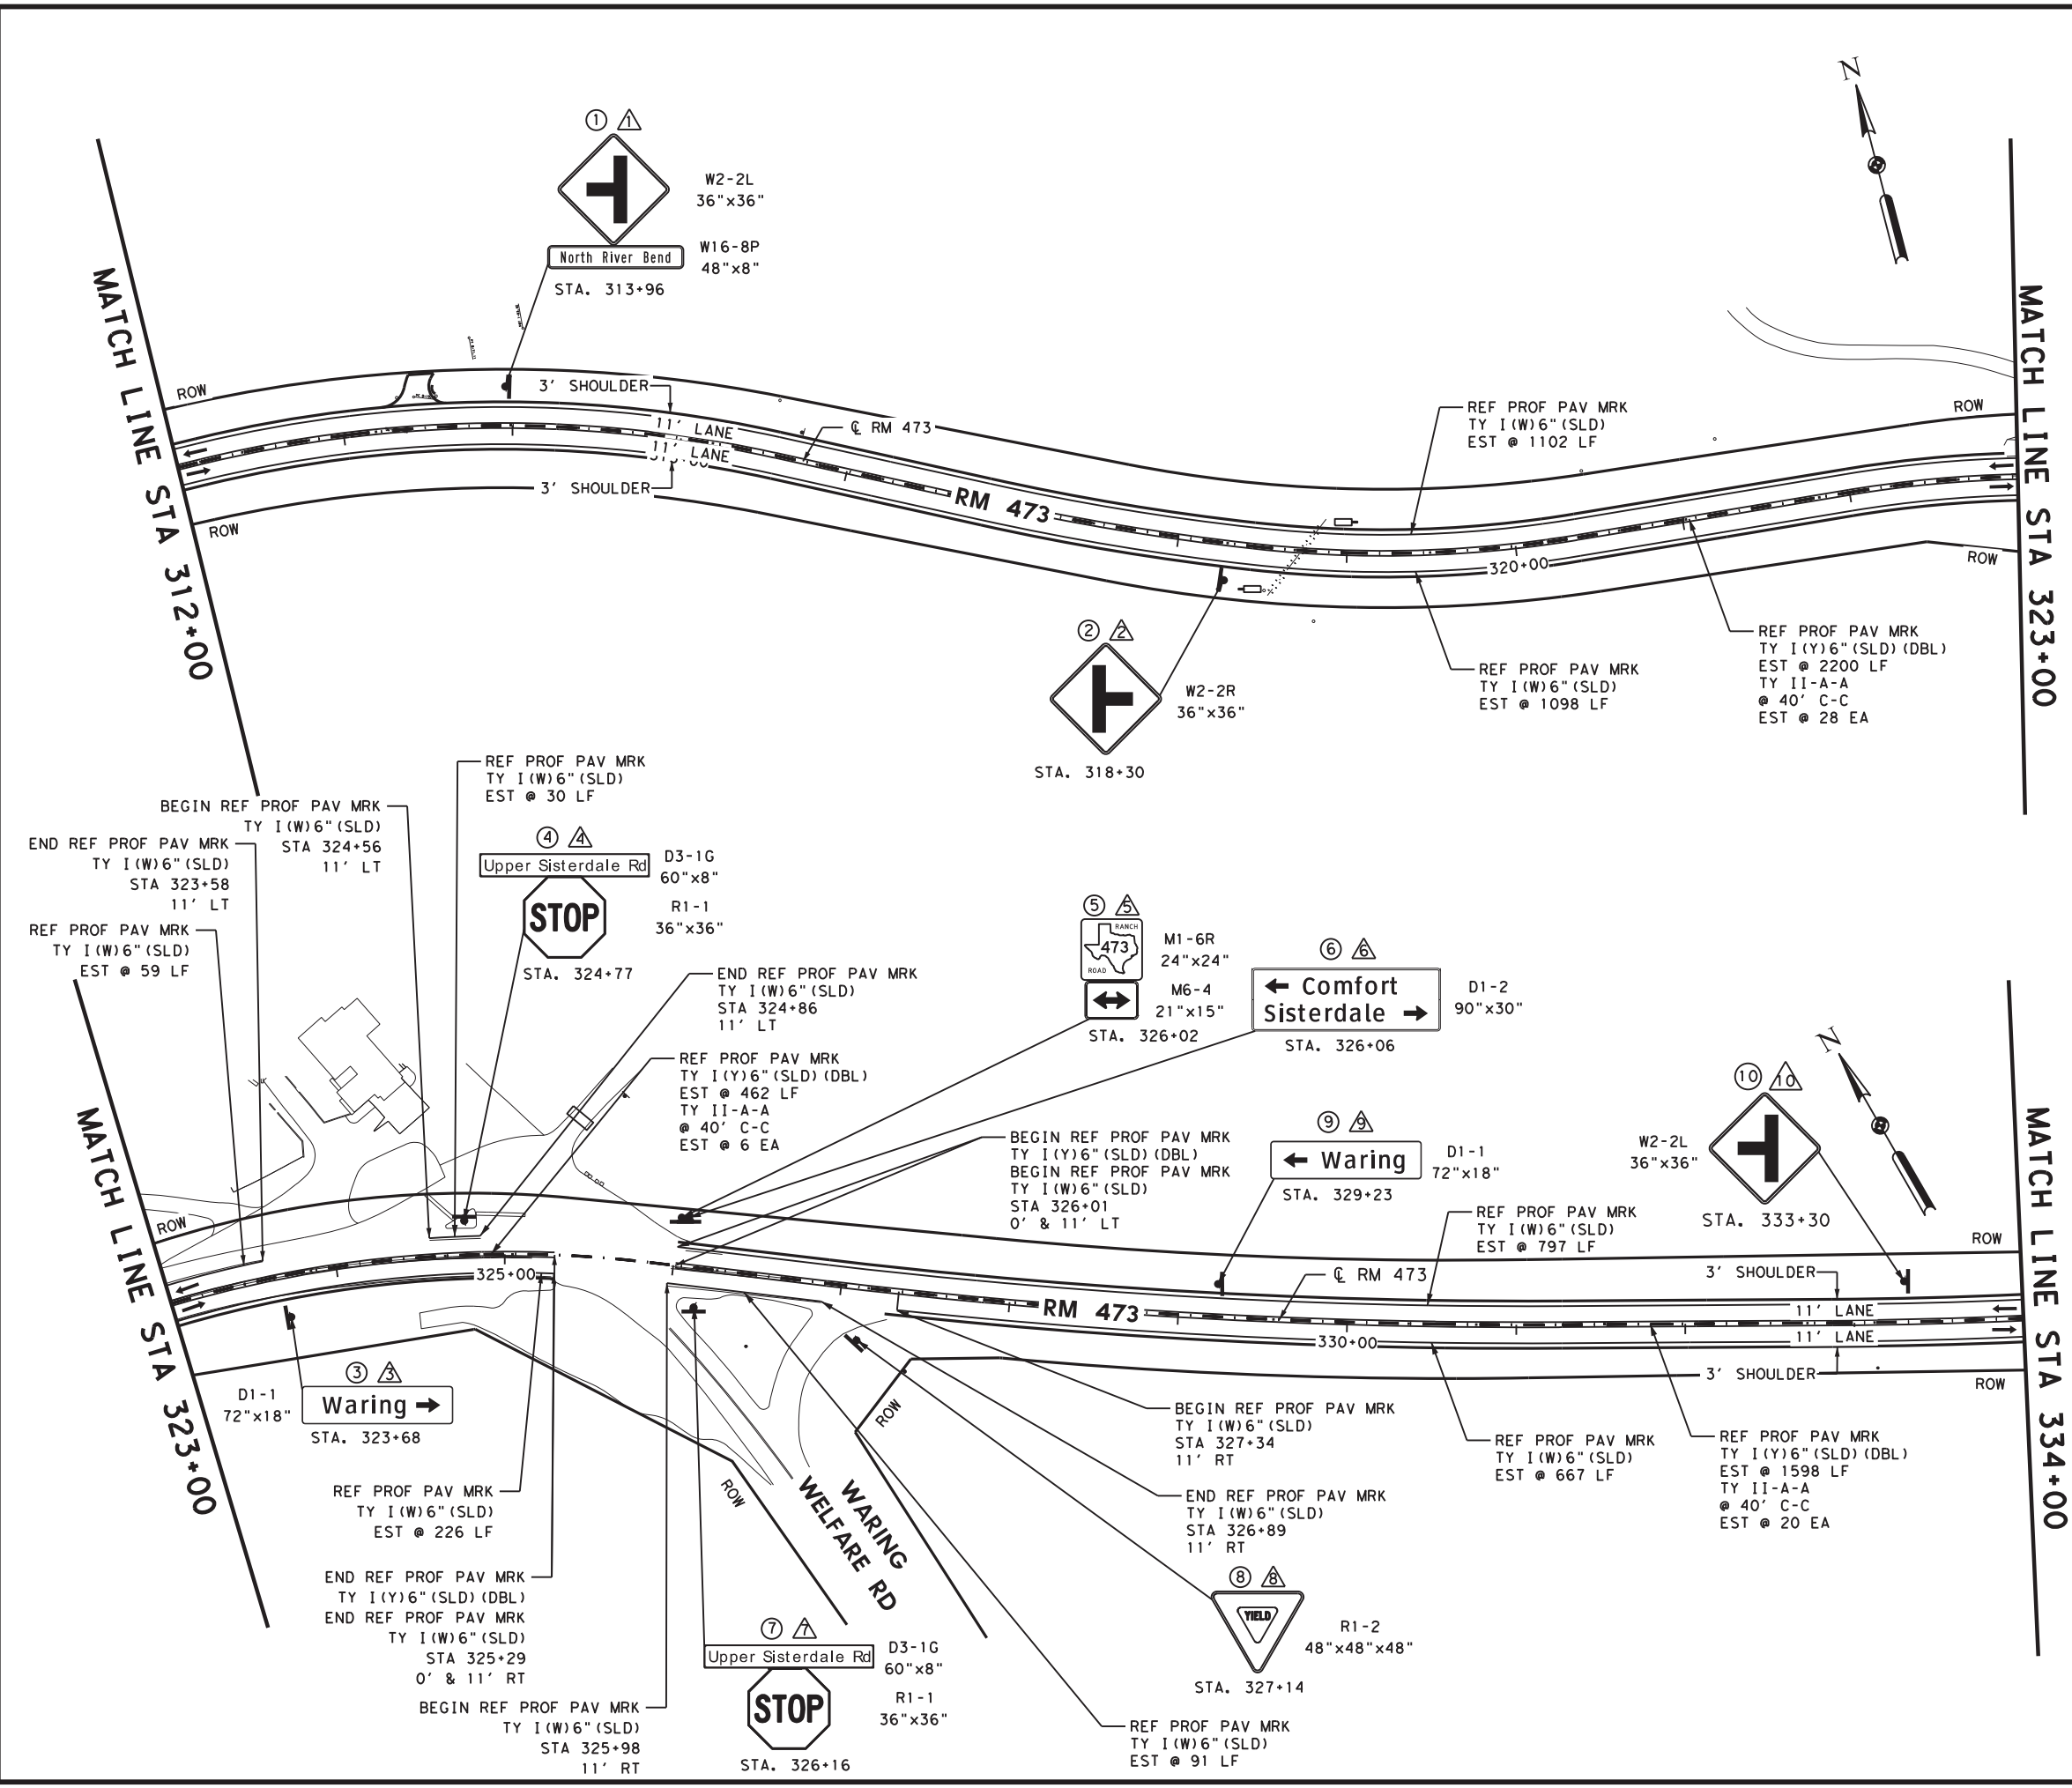 N
1 1
W2-2L
36"x36"
North River Bend
W16-8P
48"x8"
STA. 313+96
MATCH LINE STA 312+00
MATCH LINE STA 323+00
ROW
ROW
3' SHOULDER
11' LANE
11' LANE
3' SHOULDER
℄ RM 473
RM 473
REF PROF PAV MRK
TY I(W)6"(SLD)
EST @ 1102 LF
ROW
ROW
320+00
2 2
W2-2R
36"x36"
STA. 318+30
REF PROF PAV MRK
TY I(W)6"(SLD)
EST @ 1098 LF
REF PROF PAV MRK
TY I(Y)6"(SLD)(DBL)
EST @ 2200 LF
TY II-A-A
@ 40' C-C
EST @ 28 EA
REF PROF PAV MRK
TY I(W)6"(SLD)
EST @ 30 LF
BEGIN REF PROF PAV MRK
TY I(W)6"(SLD)
STA 324+56
11' LT
END REF PROF PAV MRK
TY I(W)6"(SLD)
STA 323+58
11' LT
REF PROF PAV MRK
TY I(W)6"(SLD)
EST @ 59 LF
4 4
Upper Sisterdale Rd
D3-1G
60"x8"
STOP
R1-1
36"x36"
STA. 324+77
END REF PROF PAV MRK
TY I(W)6"(SLD)
STA 324+86
11' LT
REF PROF PAV MRK
TY I(Y)6"(SLD)(DBL)
EST @ 462 LF
TY II-A-A
@ 40' C-C
EST @ 6 EA
5 5
RANCH
473
ROAD
M1-6R
24"x24"
M6-4
21"x15"
STA. 326+02
6 6
← Comfort
Sisterdale →
D1-2
90"x30"
STA. 326+06
BEGIN REF PROF PAV MRK
TY I(Y)6"(SLD)(DBL)
BEGIN REF PROF PAV MRK
TY I(W)6"(SLD)
STA 326+01
0' & 11' LT
9 9
← Waring
D1-1
72"x18"
STA. 329+23
N
10 10
W2-2L
36"x36"
STA. 333+30
REF PROF PAV MRK
TY I(W)6"(SLD)
EST @ 797 LF
MATCH LINE STA 323+00
MATCH LINE STA 334+00
ROW
ROW
325+00
℄ RM 473
RM 473
330+00
3' SHOULDER
11' LANE
11' LANE
3' SHOULDER
ROW
3 3
D1-1
72"x18"
Waring →
STA. 323+68
REF PROF PAV MRK
TY I(W)6"(SLD)
EST @ 226 LF
END REF PROF PAV MRK
TY I(Y)6"(SLD)(DBL)
END REF PROF PAV MRK
TY I(W)6"(SLD)
STA 325+29
0' & 11' RT
BEGIN REF PROF PAV MRK
TY I(W)6"(SLD)
STA 325+98
11' RT
ROW
ROW
WARING
WELFARE RD
7 7
Upper Sisterdale Rd
D3-1G
60"x8"
STOP
R1-1
36"x36"
STA. 326+16
BEGIN REF PROF PAV MRK
TY I(W)6"(SLD)
STA 327+34
11' RT
END REF PROF PAV MRK
TY I(W)6"(SLD)
STA 326+89
11' RT
8 8
YIELD
R1-2
48"x48"x48"
STA. 327+14
REF PROF PAV MRK
TY I(W)6"(SLD)
EST @ 91 LF
REF PROF PAV MRK
TY I(W)6"(SLD)
EST @ 667 LF
REF PROF PAV MRK
TY I(Y)6"(SLD)(DBL)
EST @ 1598 LF
TY II-A-A
@ 40' C-C
EST @ 20 EA